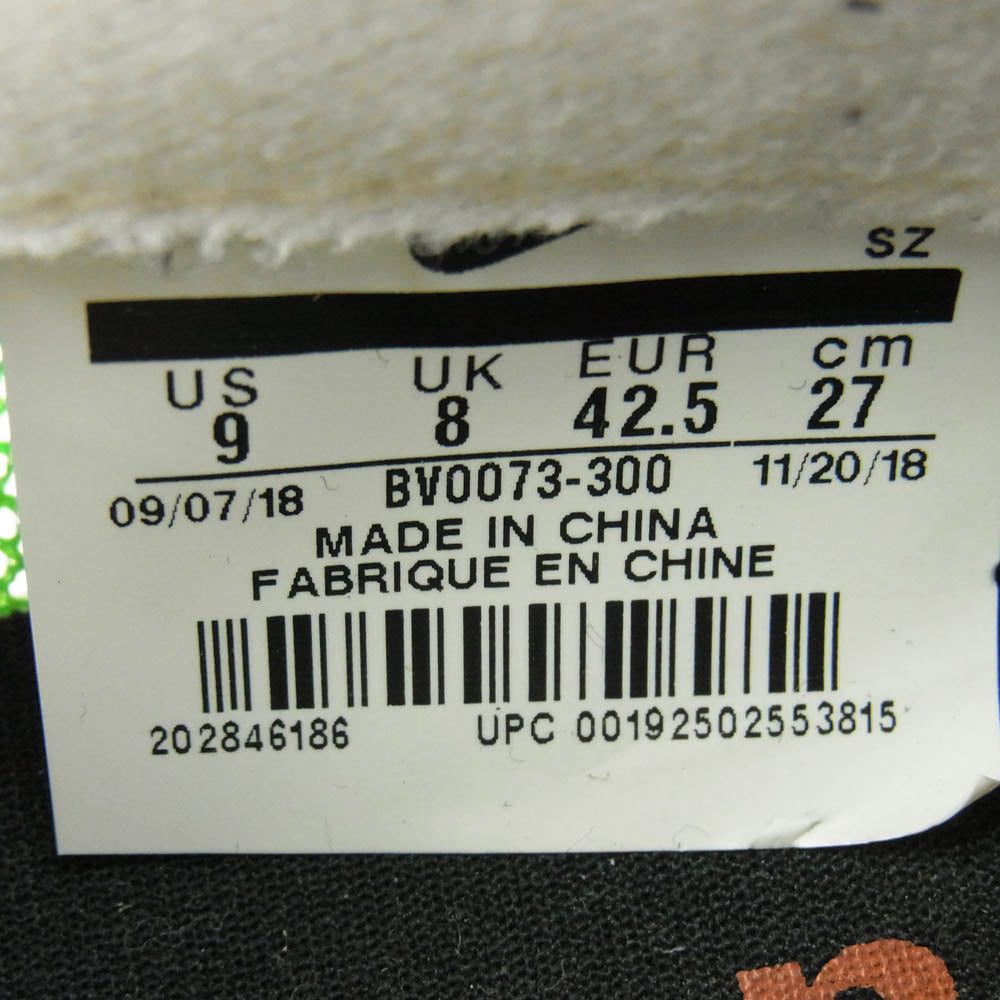 SZ
US UK EUR cm
9 8 42.5 27
09/07/18 BV0073-300 11/20/18
MADE IN CHINA
FABRIQUE EN CHINE
202846186 UPC 00192502553815